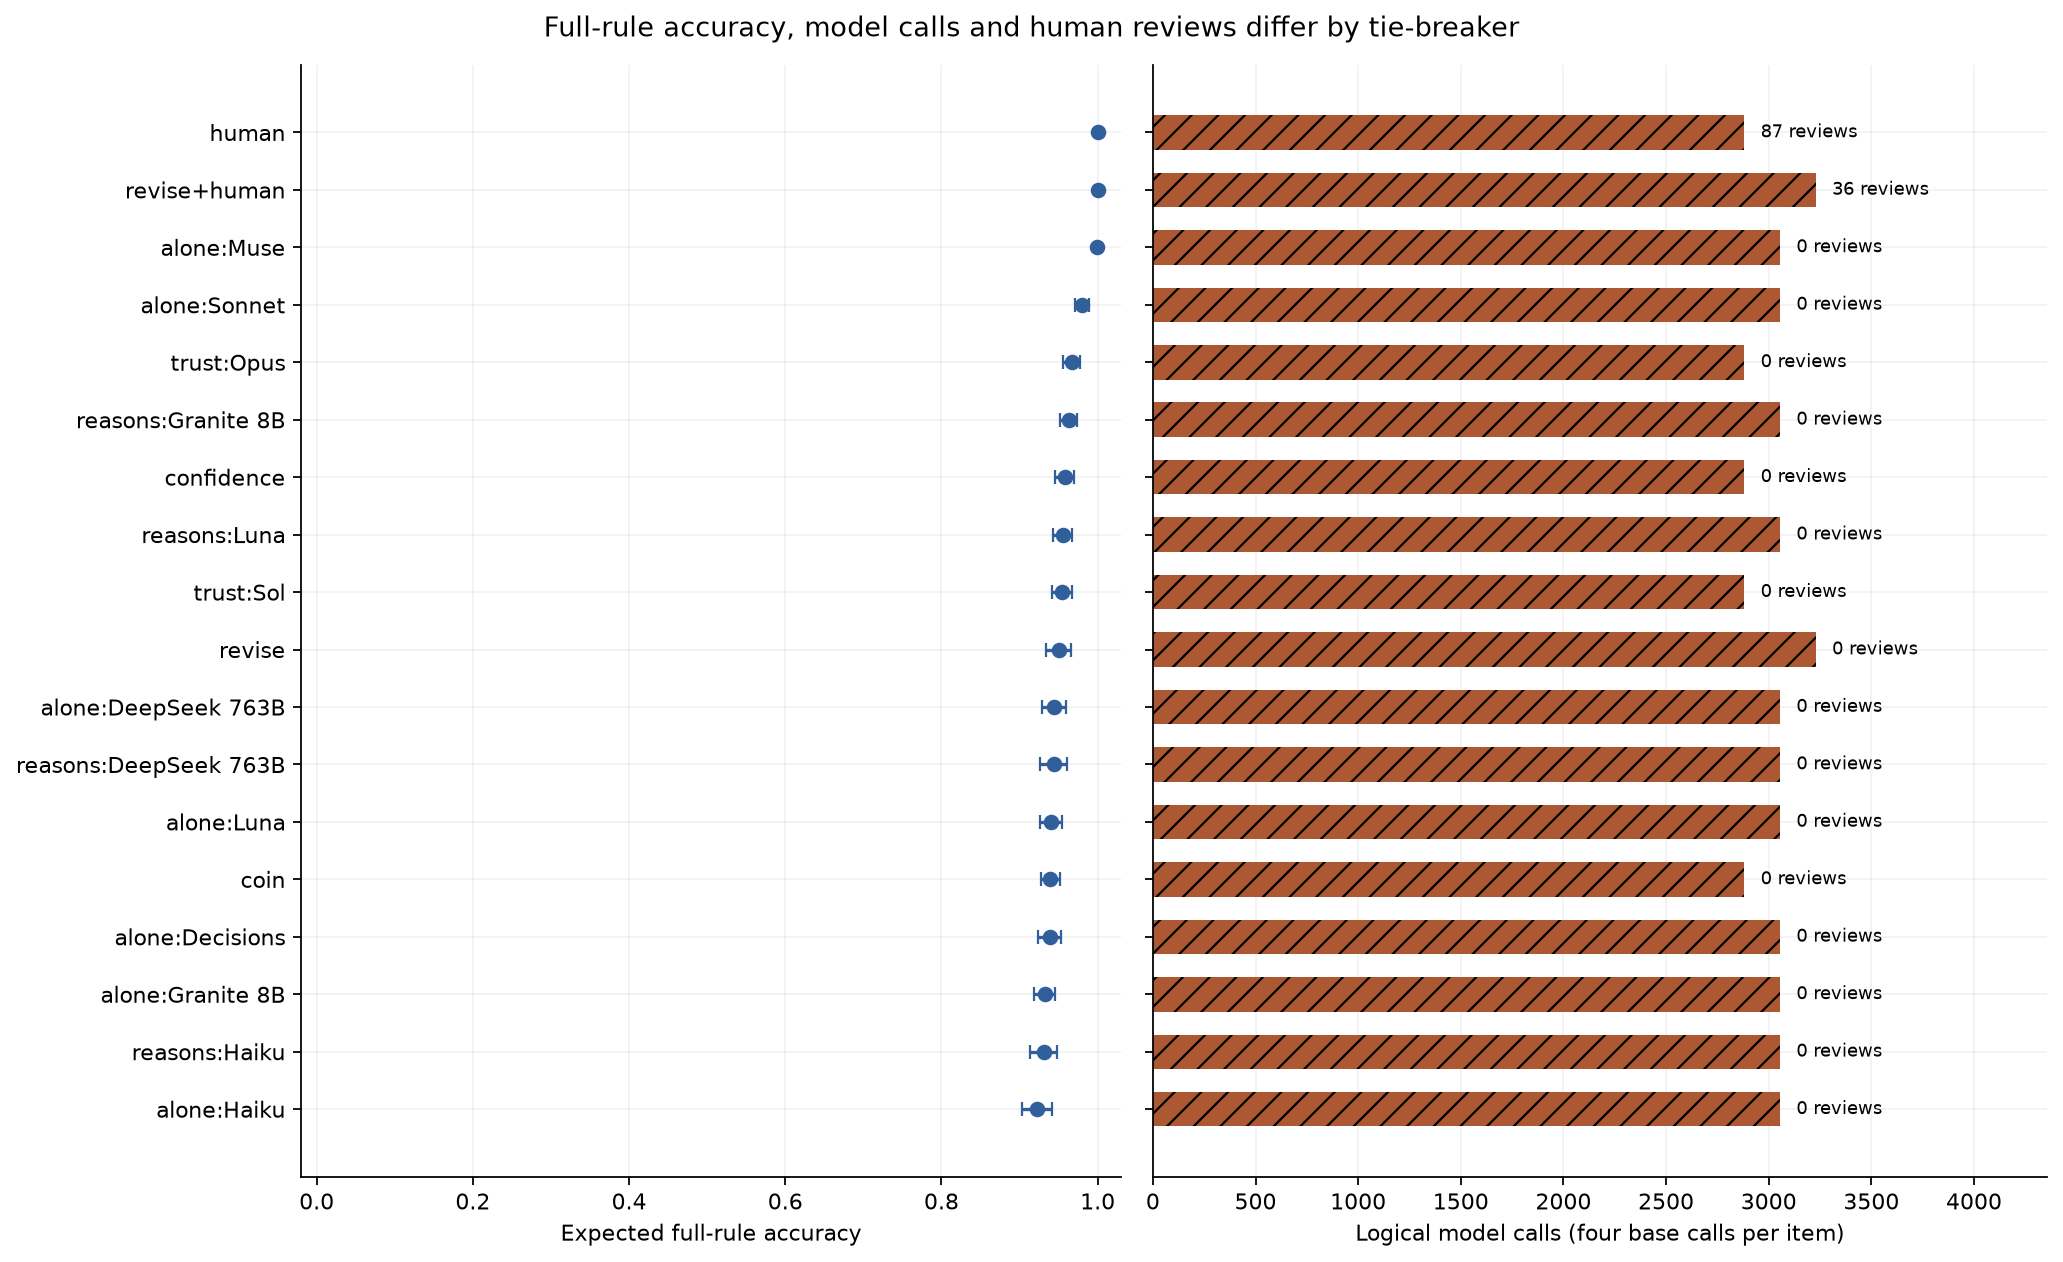 Full-rule accuracy, model calls and human reviews differ by tie-breaker
human
87 reviews
revise+human
36 reviews
alone:Muse
0 reviews
alone:Sonnet
0 reviews
trust:Opus
0 reviews
reasons:Granite 8B
0 reviews
confidence
0 reviews
reasons:Luna
0 reviews
trust:Sol
0 reviews
revise
0 reviews
alone:DeepSeek 763B
0 reviews
reasons:DeepSeek 763B
0 reviews
alone:Luna
0 reviews
coin
0 reviews
alone:Decisions
0 reviews
alone:Granite 8B
0 reviews
reasons:Haiku
0 reviews
alone:Haiku
0 reviews
0.0 0.2 0.4 0.6 0.8 1.0
Expected full-rule accuracy
0 500 1000 1500 2000 2500 3000 3500 4000
Logical model calls (four base calls per item)